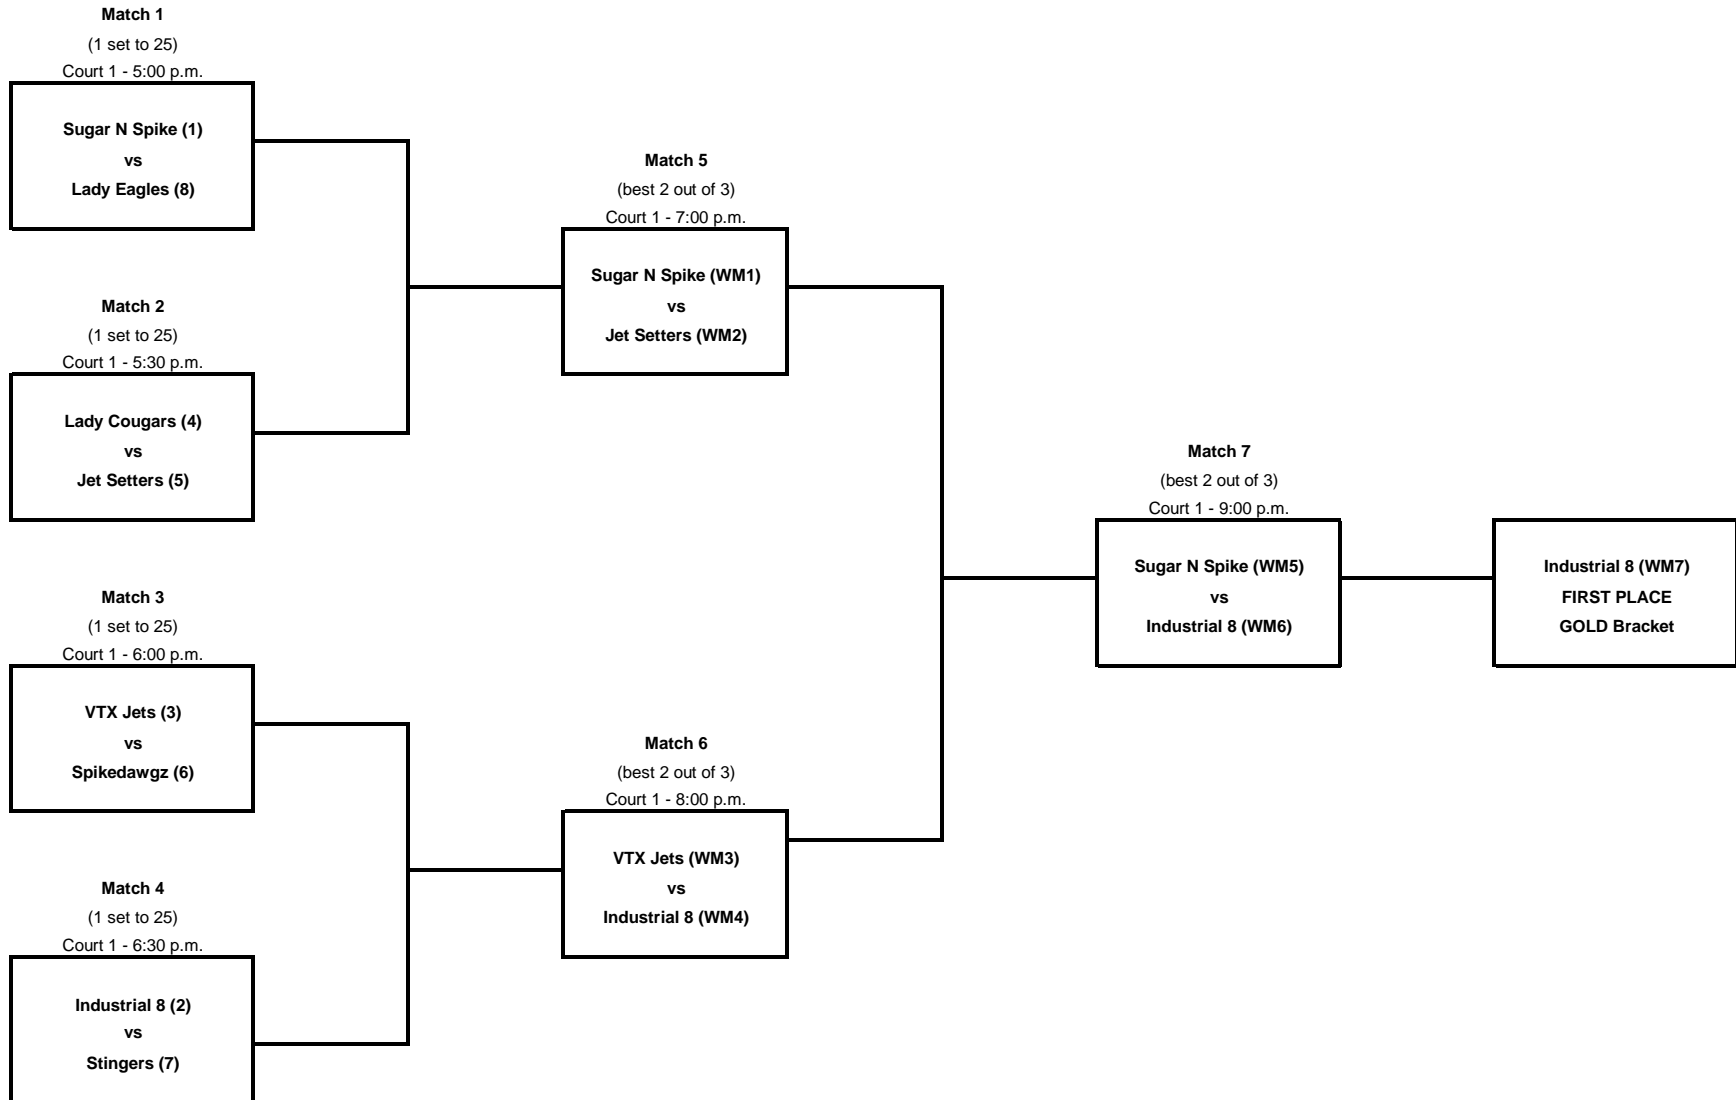 Match 1
(1 set to 25)
Court 1 - 5:00 p.m.
Sugar N Spike (1)
vs
Lady Eagles (8)
Match 2
(1 set to 25)
Court 1 - 5:30 p.m.
Lady Cougars (4)
vs
Jet Setters (5)
Match 3
(1 set to 25)
Court 1 - 6:00 p.m.
VTX Jets (3)
vs
Spikedawgz (6)
Match 4
(1 set to 25)
Court 1 - 6:30 p.m.
Industrial 8 (2)
vs
Stingers (7)
Match 5
(best 2 out of 3)
Court 1 - 7:00 p.m.
Sugar N Spike (WM1)
vs
Jet Setters (WM2)
Match 6
(best 2 out of 3)
Court 1 - 8:00 p.m.
VTX Jets (WM3)
vs
Industrial 8 (WM4)
Match 7
(best 2 out of 3)
Court 1 - 9:00 p.m.
Sugar N Spike (WM5)
vs
Industrial 8 (WM6)
Industrial 8 (WM7)
FIRST PLACE
GOLD Bracket